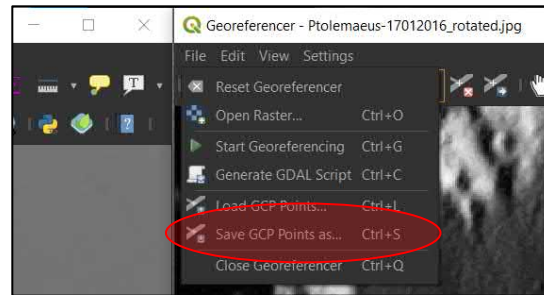 Georeferencer - Ptolemaeus-17012016_rotated.jpg
File Edit View Settings
Reset Georeferencer
Open Raster... Ctrl+O
Start Georeferencing Ctrl+G
Generate GDAL Script Ctrl+C
Load GCP Points... Ctrl+L
Save GCP Points as... Ctrl+S
Close Georeferencer Ctrl+Q